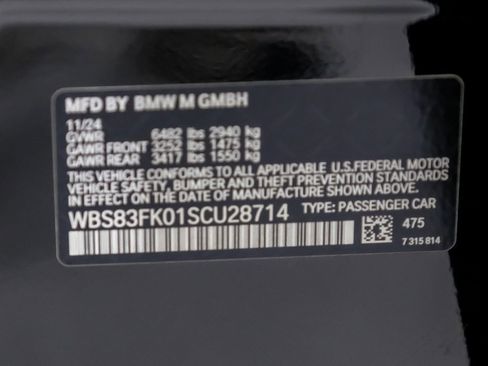 MFD BY BMW M GMBH
11/24
GVWR 6482 lbs 2940 kg
GAWR FRONT 3252 lbs 1475 kg
GAWR REAR 3417 lbs 1550 kg
THIS VEHICLE CONFORMS TO ALL APPLICABLE U.S.FEDERAL MOTOR
VEHICLE SAFETY, BUMPER, AND THEFT PREVENTION STANDARDS
IN EFFECT ON THE DATE OF MANUFACTURE SHOWN ABOVE.
WBS83FK01SCU28714 TYPE: PASSENGER CAR
475
7 315 814